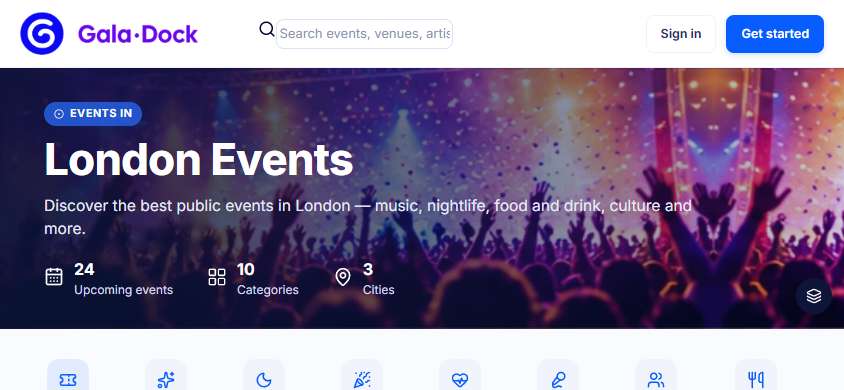 Gala·Dock
Search events, venues, artis
Sign in
Get started
EVENTS IN
London Events
Discover the best public events in London — music, nightlife, food and drink, culture and
more.
24
Upcoming events
10
Categories
3
Cities